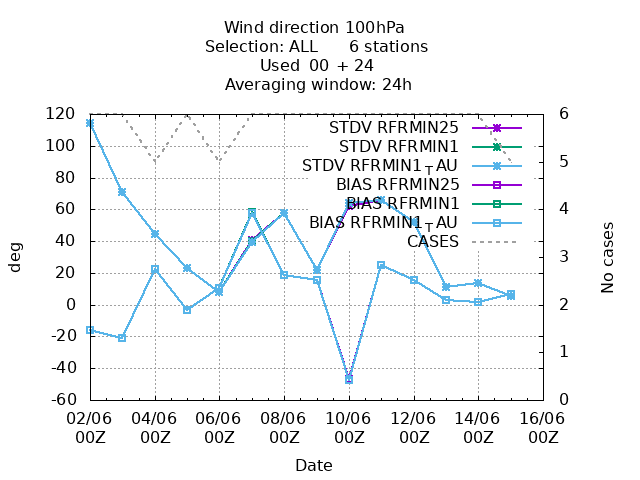 Wind direction 100hPa
Selection: ALL 6 stations
Used 00 + 24
Averaging window: 24h
120
100
80
60
40
20
0
-20
-40
-60
deg
6
5
4
3
2
1
0
No cases
STDV RFRMIN25
STDV RFRMIN1
STDV RFRMIN1_TAU
BIAS RFRMIN25
BIAS RFRMIN1
BIAS RFRMIN1_TAU
CASES
02/06 04/06 06/06 08/06 10/06 12/06 14/06 16/06
00Z 00Z 00Z 00Z 00Z 00Z 00Z 00Z
Date